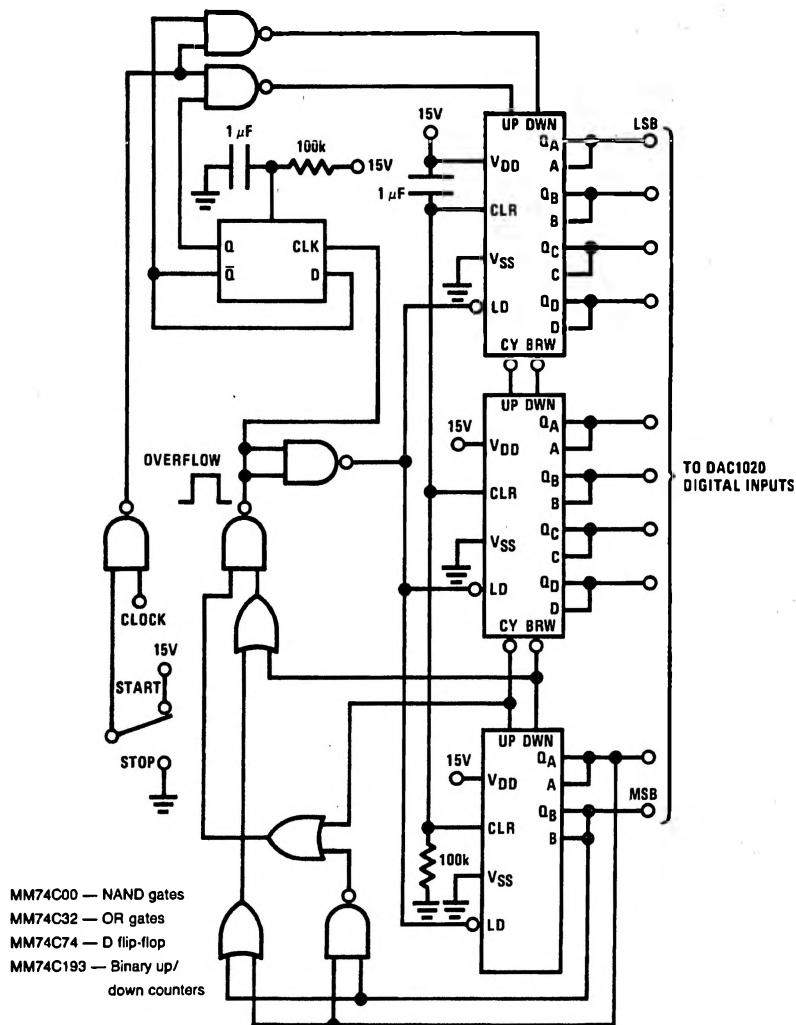 UP DWN
15V
LSB
1 µF
100k
15V
VDD
QA
A
1 µF
QB
B
CLR
Q
CLK
QC
C
VSS
Q̅
D
QD
D
LD
CY BRW
UP DWN
QA
A
15V
VDD
OVERFLOW
QB
B
TO DAC1020
DIGITAL INPUTS
CLR
QC
C
VSS
QD
D
LD
CLOCK
CY BRW
15V
START
UP DWN
QA
A
STOP
15V
VDD
MSB
QB
B
CLR
100k
VSS
LD
MM74C00 — NAND gates
MM74C32 — OR gates
MM74C74 — D flip-flop
MM74C193 — Binary up/
down counters